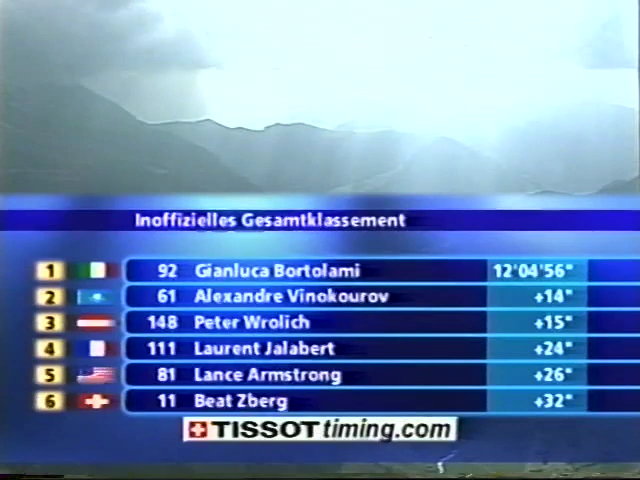 Inoffizielles Gesamtklassement
1 92 Gianluca Bortolami 12'04'56"
2 61 Alexandre Vinokourov +14"
3 148 Peter Wrolich +15"
4 111 Laurent Jalabert +24"
5 81 Lance Armstrong +26"
6 11 Beat Zberg +32"
TISSOTtiming.com